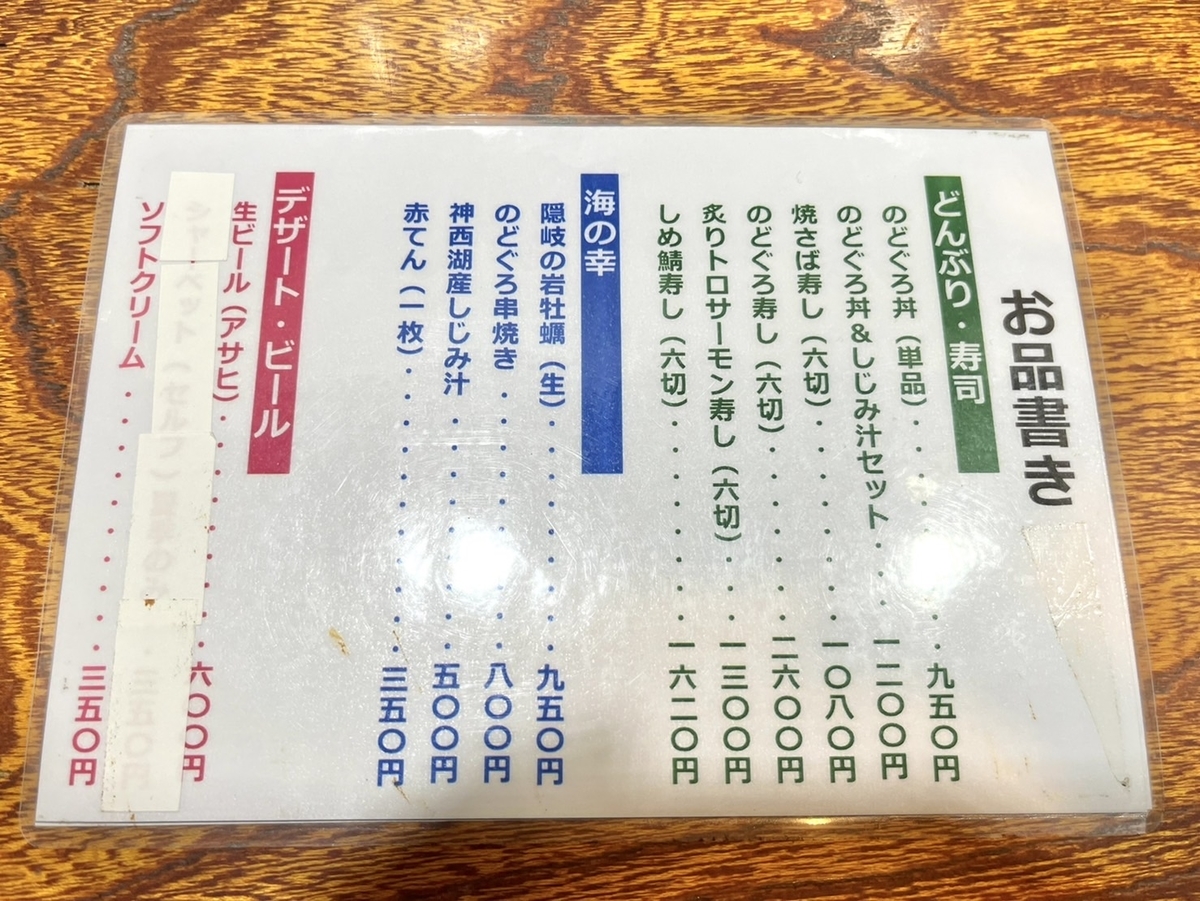 お品書き
どんぶり・寿司
のどぐろ丼（単品）・・・・・・・・九五〇円
のどぐろ丼＆しじみ汁セット・・・一二〇〇円
焼さば寿し（六切）・・・・・・・・一〇八〇円
のどぐろ寿し（六切）・・・・・・・二六〇〇円
炙りトロサーモン寿し（六切）・・・一三〇〇円
しめ鯖寿し（六切）・・・・・・・・一六二〇円
海の幸
隠岐の岩牡蠣（生）・・・・・・・・・九五〇円
のどぐろ串焼き・・・・・・・・・・八〇〇円
神西湖産しじみ汁・・・・・・・・・五〇〇円
赤てん（一枚）・・・・・・・・・・・三五〇円
デザート・ビール
生ビール（アサヒ）・・・・・・・・・六〇〇円
ソフトクリーム・・・・・・・・・・三五〇円